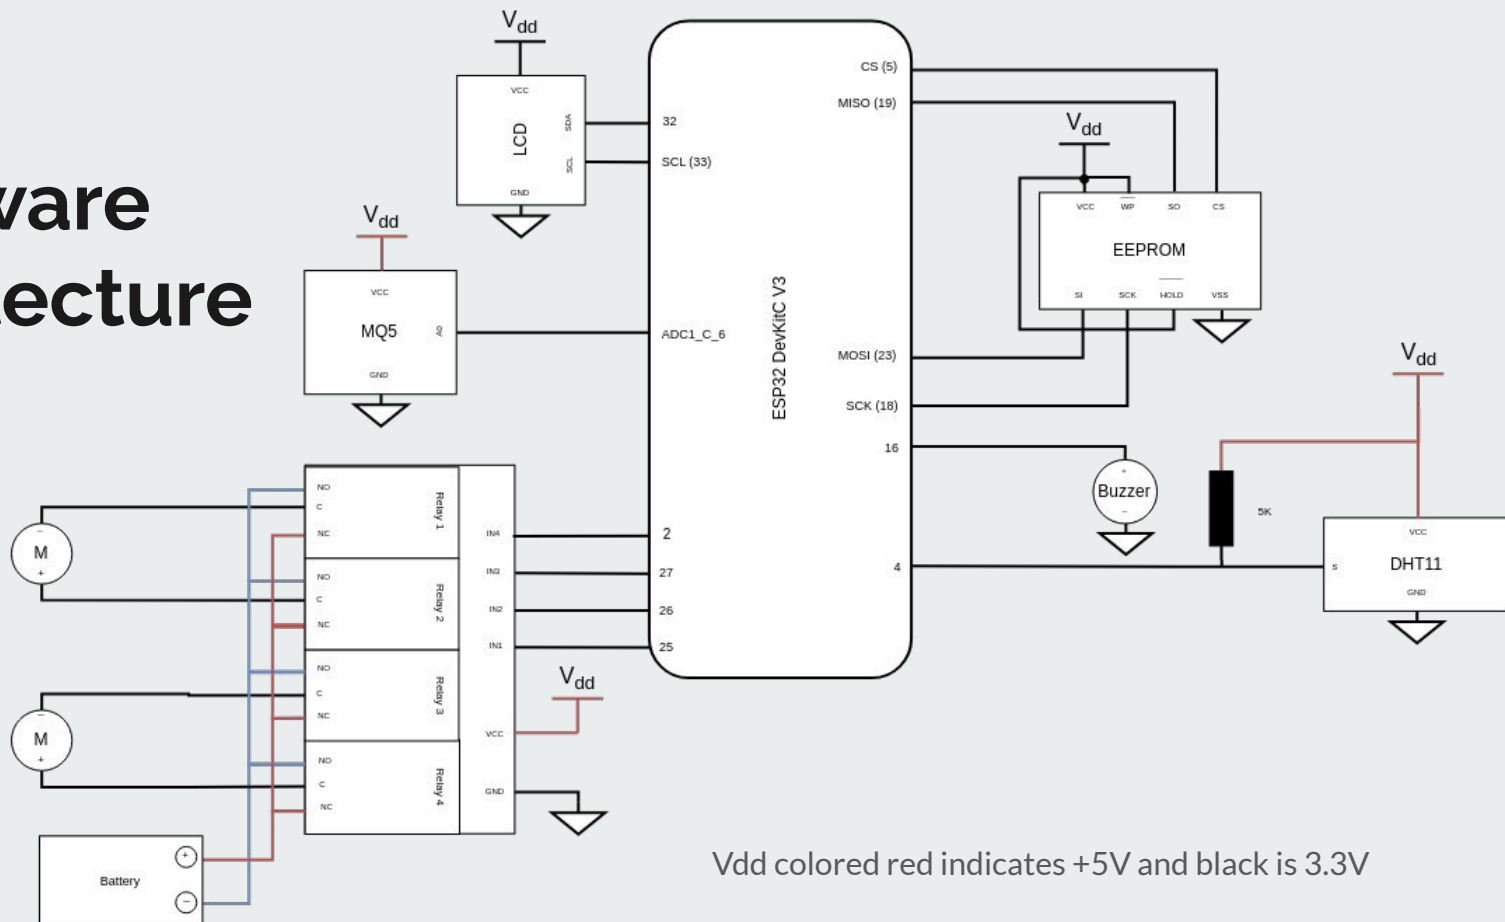 ware
tecture
Vdd
VCC
LCD
SDA
SCL
GND
Vdd
VCC
MQ5
GND
32
SCL (33)
ADC1_C_6
2
27
26
25
ESP32 DevKitC V3
CS (5)
MISO (19)
MOSI (23)
SCK (18)
16
4
Vdd
VCC
WP
SO
CS
EEPROM
SI
SCK
HOLD
VSS
+
Buzzer
−
Vdd
5K
VCC
S
DHT11
GND
−
M
+
−
M
+
NO
C
NC
Relay 1
NO
C
NC
Relay 2
NO
C
NC
Relay 3
NO
C
NC
Relay 4
IN4
IN3
IN2
IN1
VCC
GND
Vdd
+
Battery
−
Vdd colored red indicates +5V and black is 3.3V